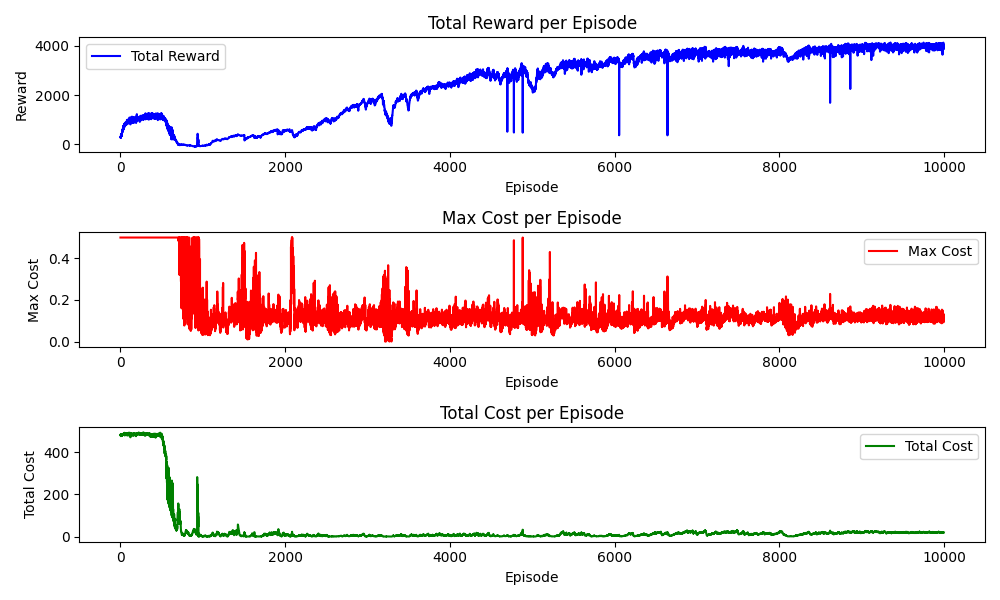 Total Reward per Episode
4000
2000
0
Reward
Total Reward
0 2000 4000 6000 8000 10000
Episode
Max Cost per Episode
0.4
0.2
0.0
Max Cost
Max Cost
0 2000 4000 6000 8000 10000
Episode
Total Cost per Episode
400
200
0
Total Cost
Total Cost
0 2000 4000 6000 8000 10000
Episode